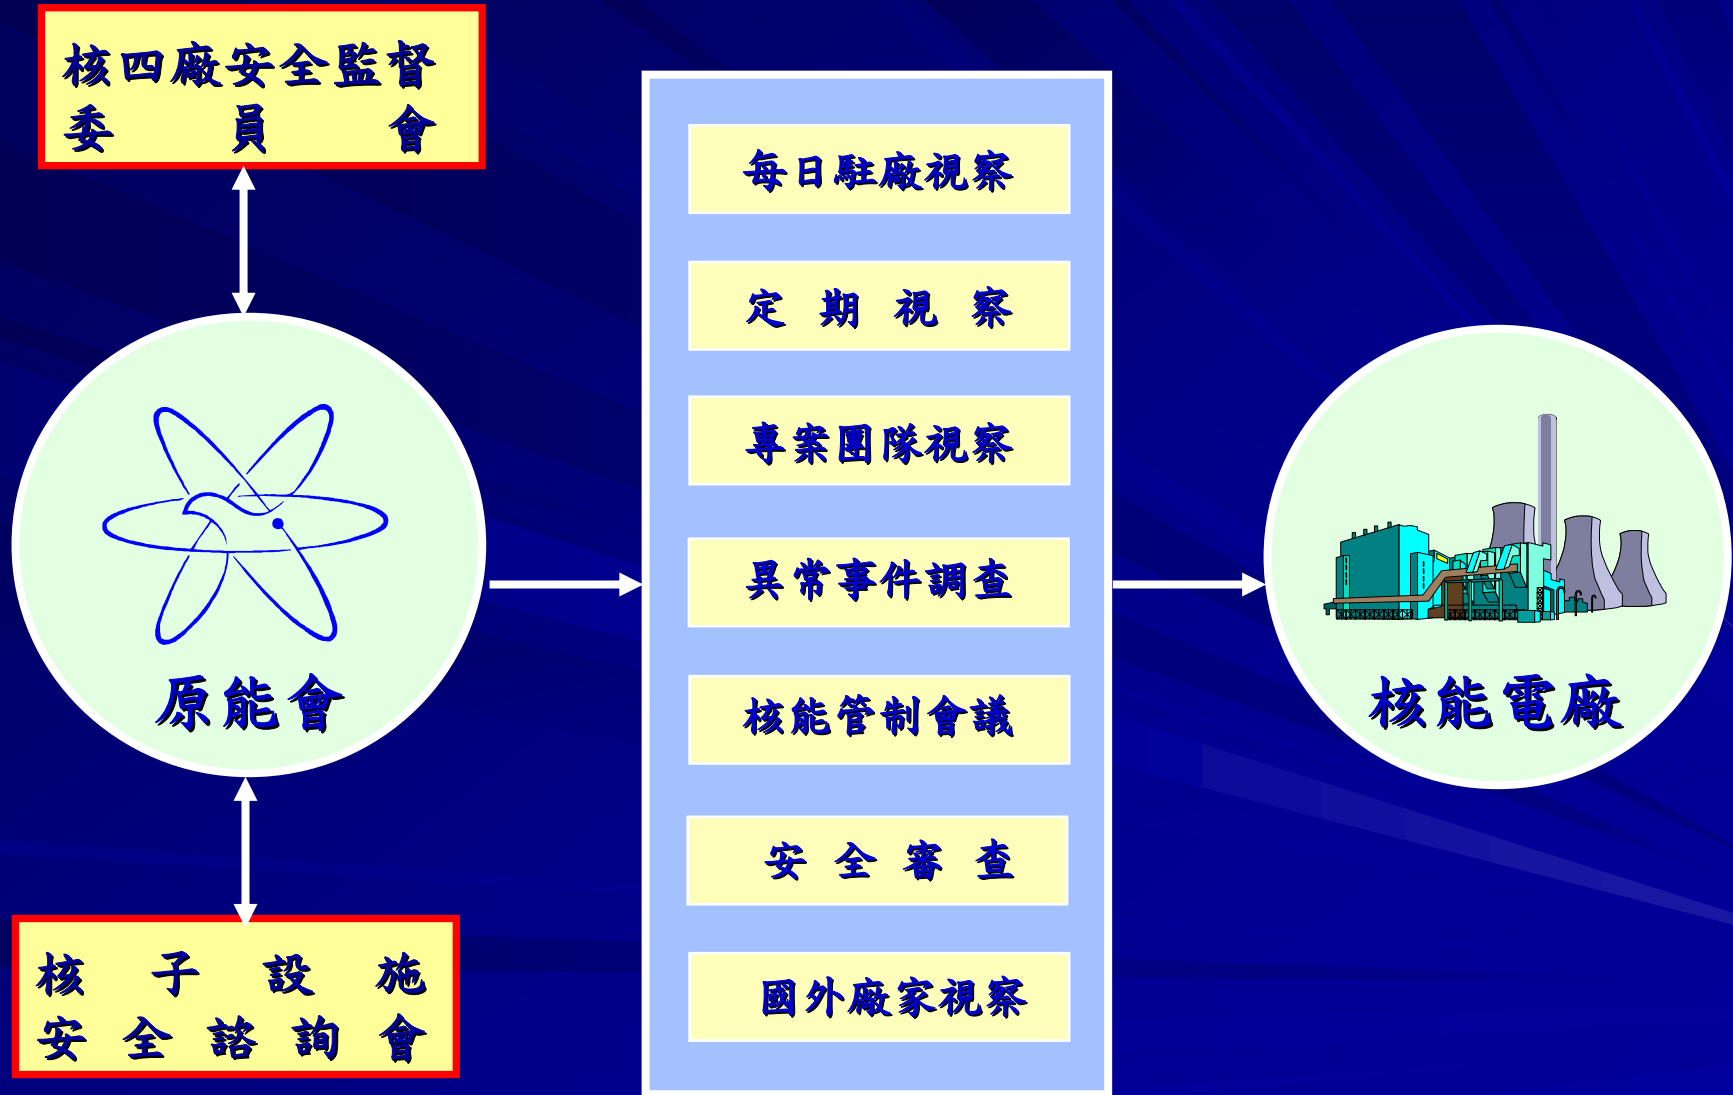 核四廠安全監督
委員會
原能會
核子設施
安全諮詢會
每日駐廠視察
定期視察
專案團隊視察
異常事件調查
核能管制會議
安全審查
國外廠家視察
核能電廠